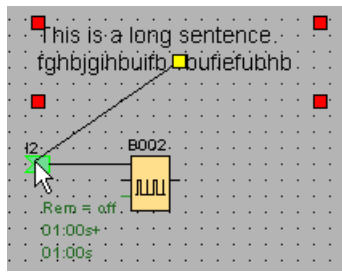 This is a long sentence.
fghbjgihbuifb bufiefubhb
I2
B002
Rem = off
01:00s+
01:00s